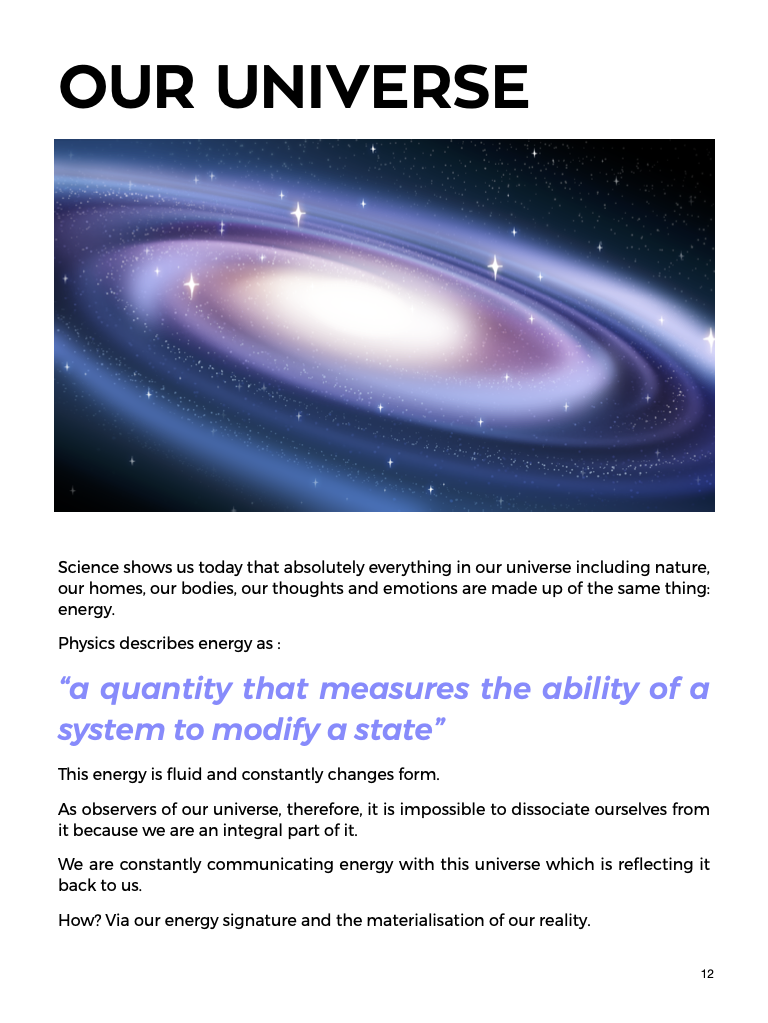 OUR UNIVERSE
Science shows us today that absolutely everything in our universe including nature,
our homes, our bodies, our thoughts and emotions are made up of the same thing:
energy.
Physics describes energy as :
“a quantity that measures the ability of a
system to modify a state”
This energy is fluid and constantly changes form.
As observers of our universe, therefore, it is impossible to dissociate ourselves from
it because we are an integral part of it.
We are constantly communicating energy with this universe which is reflecting it
back to us.
How? Via our energy signature and the materialisation of our reality.
12